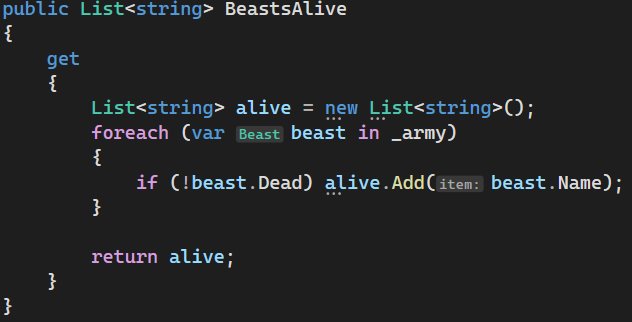 public List<string> BeastsAlive
{
    get
    {
        List<string> alive = new List<string>();
        foreach (var Beast beast in _army)
        {
            if (!beast.Dead) alive.Add(item: beast.Name);
        }

        return alive;
    }
}